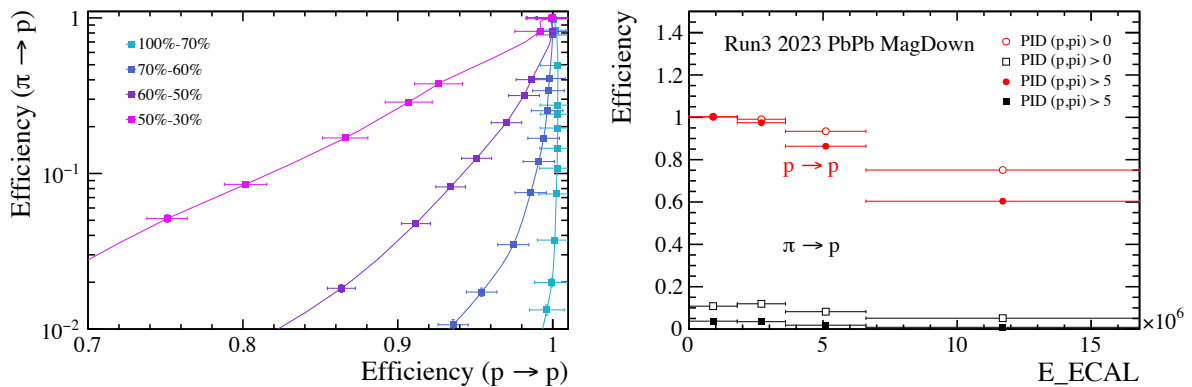 Efficiency (π → p)
1
10⁻¹
10⁻²
100%-70%
70%-60%
60%-50%
50%-30%
0.7
0.8
0.9
1
Efficiency (p → p)
Efficiency
1.4
1.2
1
0.8
0.6
0.4
0.2
0
Run3 2023 PbPb MagDown
PID (p,pi) > 0
PID (p,pi) > 0
PID (p,pi) > 5
PID (p,pi) > 5
p → p
π → p
0
5
10
15
×10⁶
E_ECAL